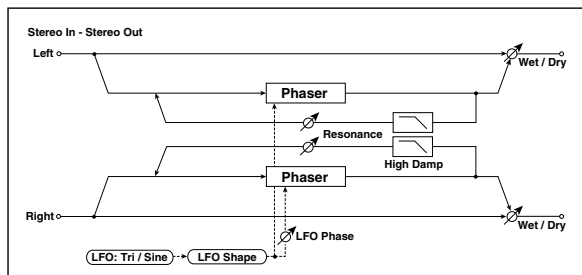 Stereo In - Stereo Out
Left
Wet / Dry
Phaser
Resonance
High Damp
Phaser
Right
Wet / Dry
LFO Phase
LFO: Tri / Sine
LFO Shape